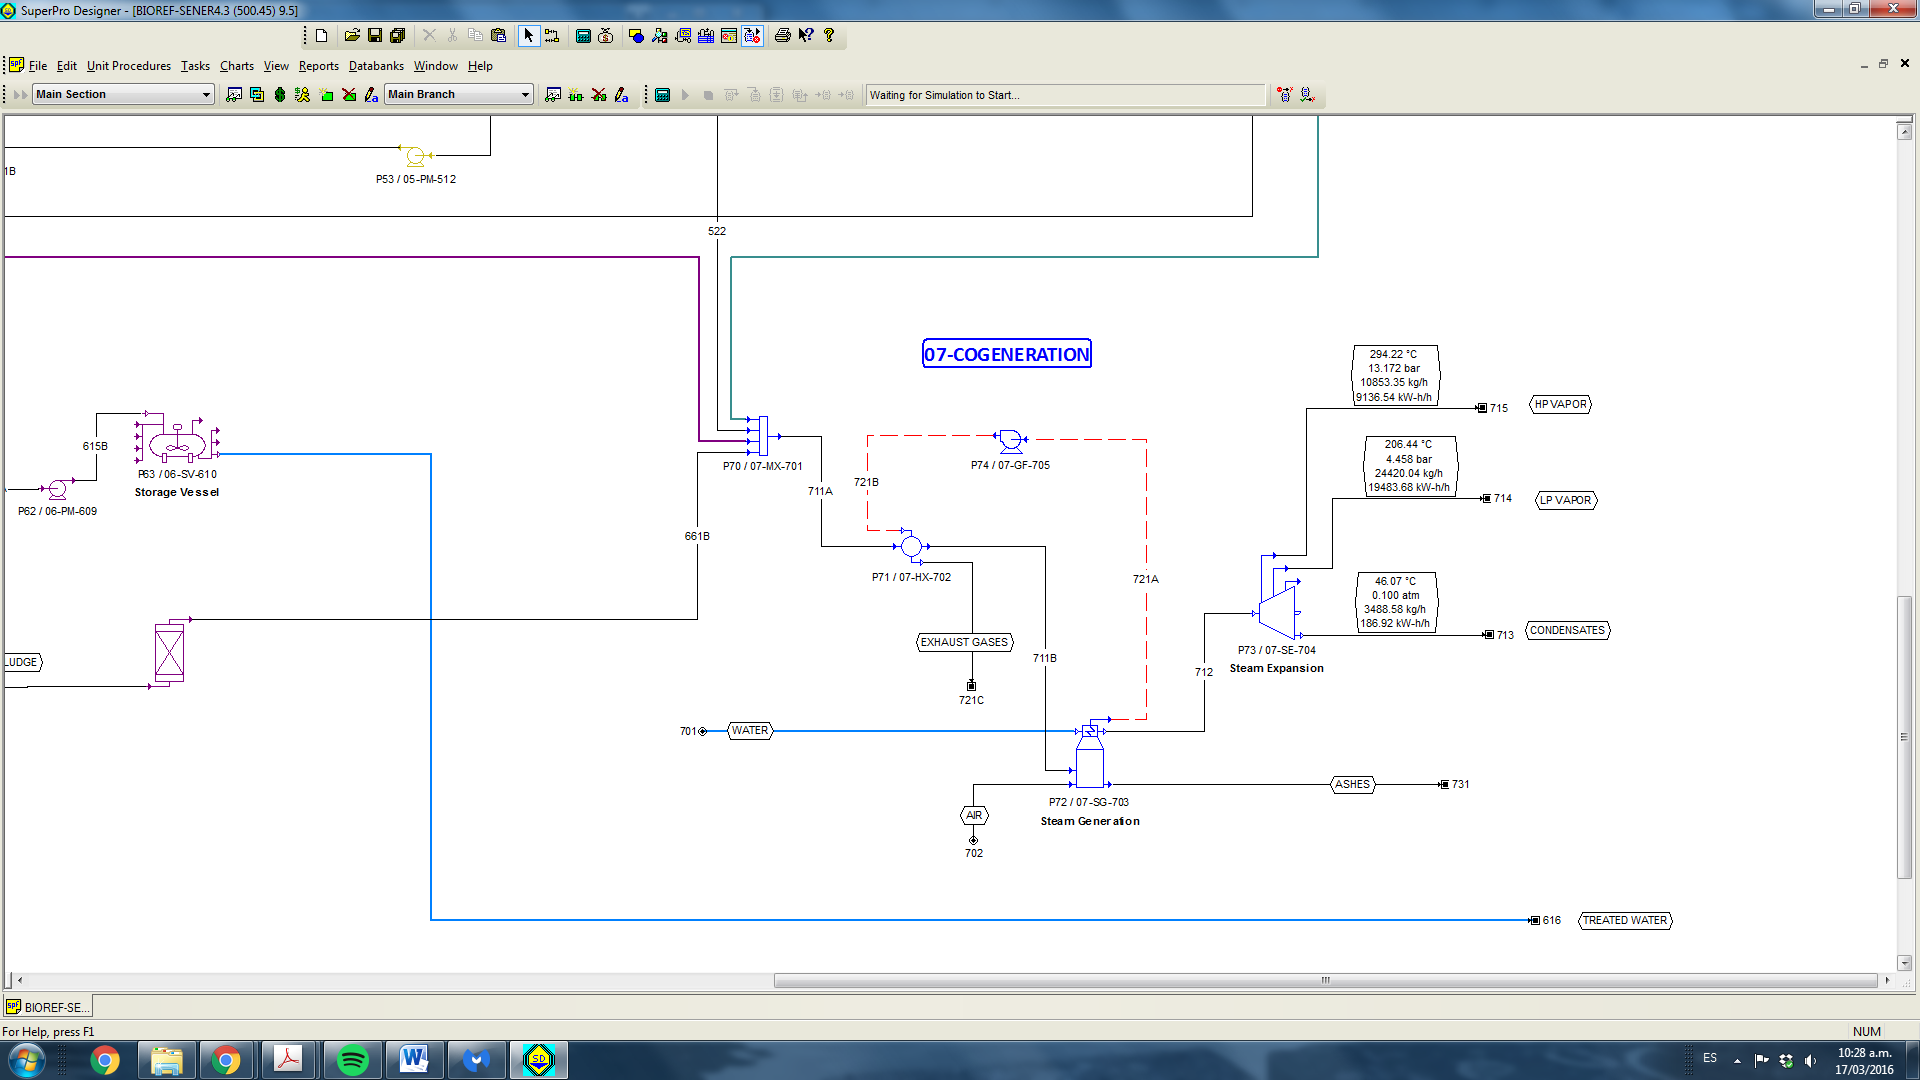 SuperPro Designer - [BIOREF-SENER4.3 (500.45) 9.5]
File Edit Unit Procedures Tasks Charts View Reports Databanks Window Help
Main Section
Main Branch
Waiting for Simulation to Start...
1B
P53 / 05-PM-512
522
07-COGENERATION
294.22 °C
13.172 bar
10853.35 kg/h
9136.54 kW-h/h
715
HP VAPOR
206.44 °C
4.458 bar
24420.04 kg/h
19483.68 kW-h/h
714
LP VAPOR
615B
P63 / 06-SV-610
Storage Vessel
P62 / 06-PM-609
P70 / 07-MX-701
711A
721B
P74 / 07-GF-705
661B
P71 / 07-HX-702
721A
46.07 °C
0.100 atm
3488.58 kg/h
186.92 kW-h/h
713
CONDENSATES
P73 / 07-SE-704
Steam Expansion
EXHAUST GASES
711B
712
LUDGE
721C
701
WATER
P72 / 07-SG-703
Steam Generation
ASHES
731
AIR
702
616
TREATED WATER
BIOREF-SE...
For Help, press F1
NUM
ES
10:28 a.m.
17/03/2016